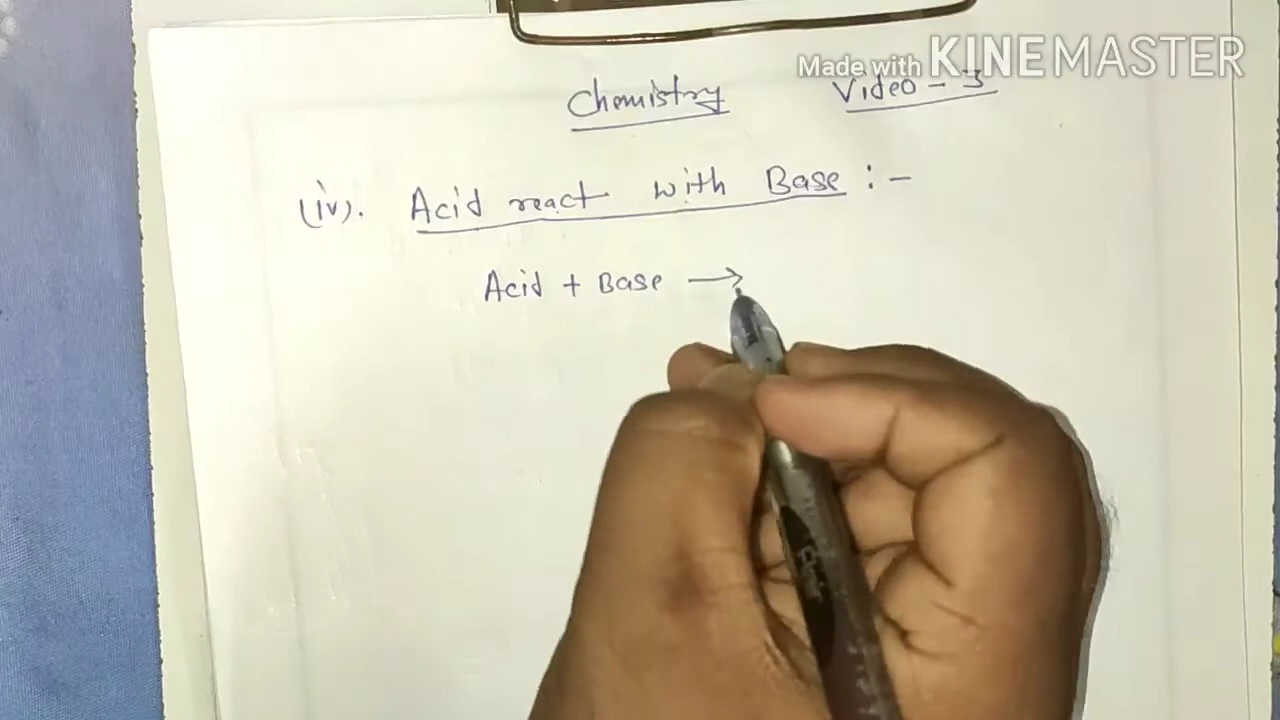 Made with KINEMASTER
Chemistry Video - 3
(iv). Acid react with Base : -
Acid + Base →